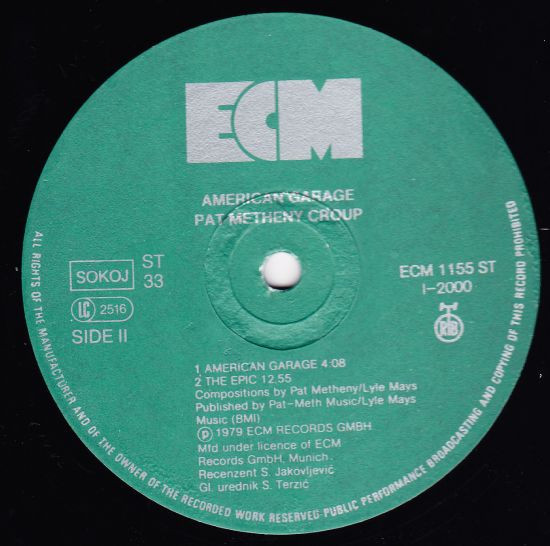 ECM
AMERICAN GARAGE
PAT METHENY CROUP
SOKOJ
ST
33
LC 2516
SIDE II
ECM 1155 ST
I-2000
RTB
1 AMERICAN GARAGE 4:08
2 THE EPIC 12.55
Compositions by Pat Metheny/Lyle Mays
Published by Pat-Meth Music/Lyle Mays
Music (BMI)
℗ 1979 ECM RECORDS GMBH
Mfd under licence of ECM
Records GmbH, Munich
Recenzent S. Jakovljević
Gl. urednik S. Terzić
ALL RIGHTS OF THE MANUFACTURER AND OF THE OWNER OF THE RECORDED WORK RESERVED PUBLIC PERFORMANCE BROADCASTING AND COPYING OF THIS RECORD PROHIBITED